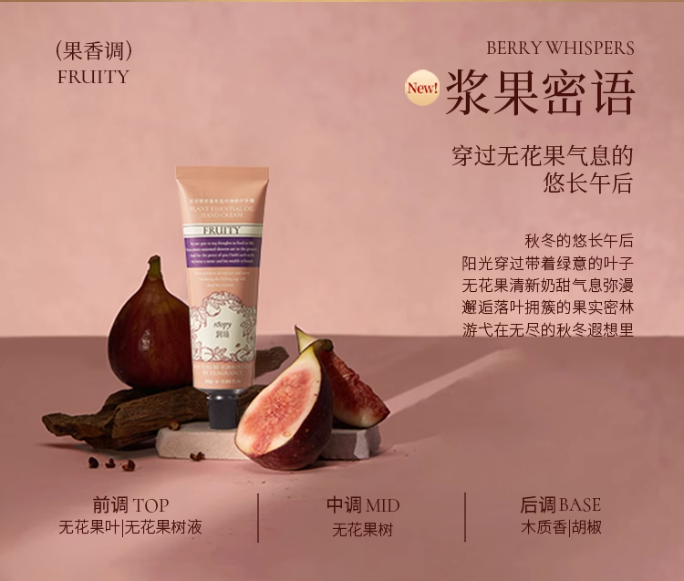 (果香调)
FRUITY
BERRY WHISPERS
New!
浆果密语
穿过无花果气息的
悠长午后
秋冬的悠长午后
阳光穿过带着绿意的叶子
无花果清新奶甜气息弥漫
邂逅落叶拥簇的果实密林
游弋在无尽的秋冬遐想里
PLANT ESSENTIAL OIL
HAND CREAM
FRUITY
前调 TOP
无花果叶|无花果树液
中调 MID
无花果树
后调 BASE
木质香|胡椒